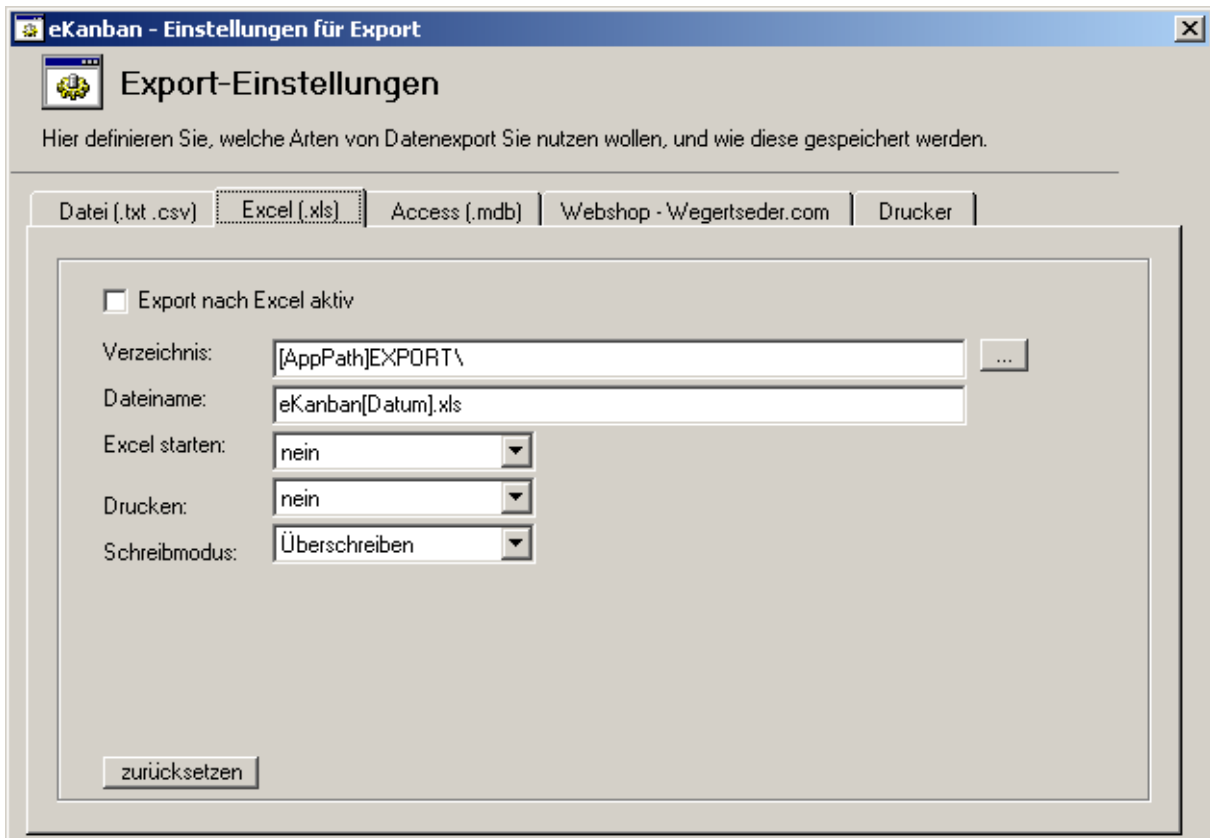 eKanban - Einstellungen für Export
Export-Einstellungen
Hier definieren Sie, welche Arten von Datenexport Sie nutzen wollen, und wie diese gespeichert werden.
Datei (.txt .csv) Excel (.xls) Access (.mdb) Webshop - Wegertseder.com Drucker
Export nach Excel aktiv
Verzeichnis: [AppPath]EXPORT\ ...
Dateiname: eKanban[Datum].xls
Excel starten: nein
Drucken: nein
Schreibmodus: Überschreiben
zurücksetzen